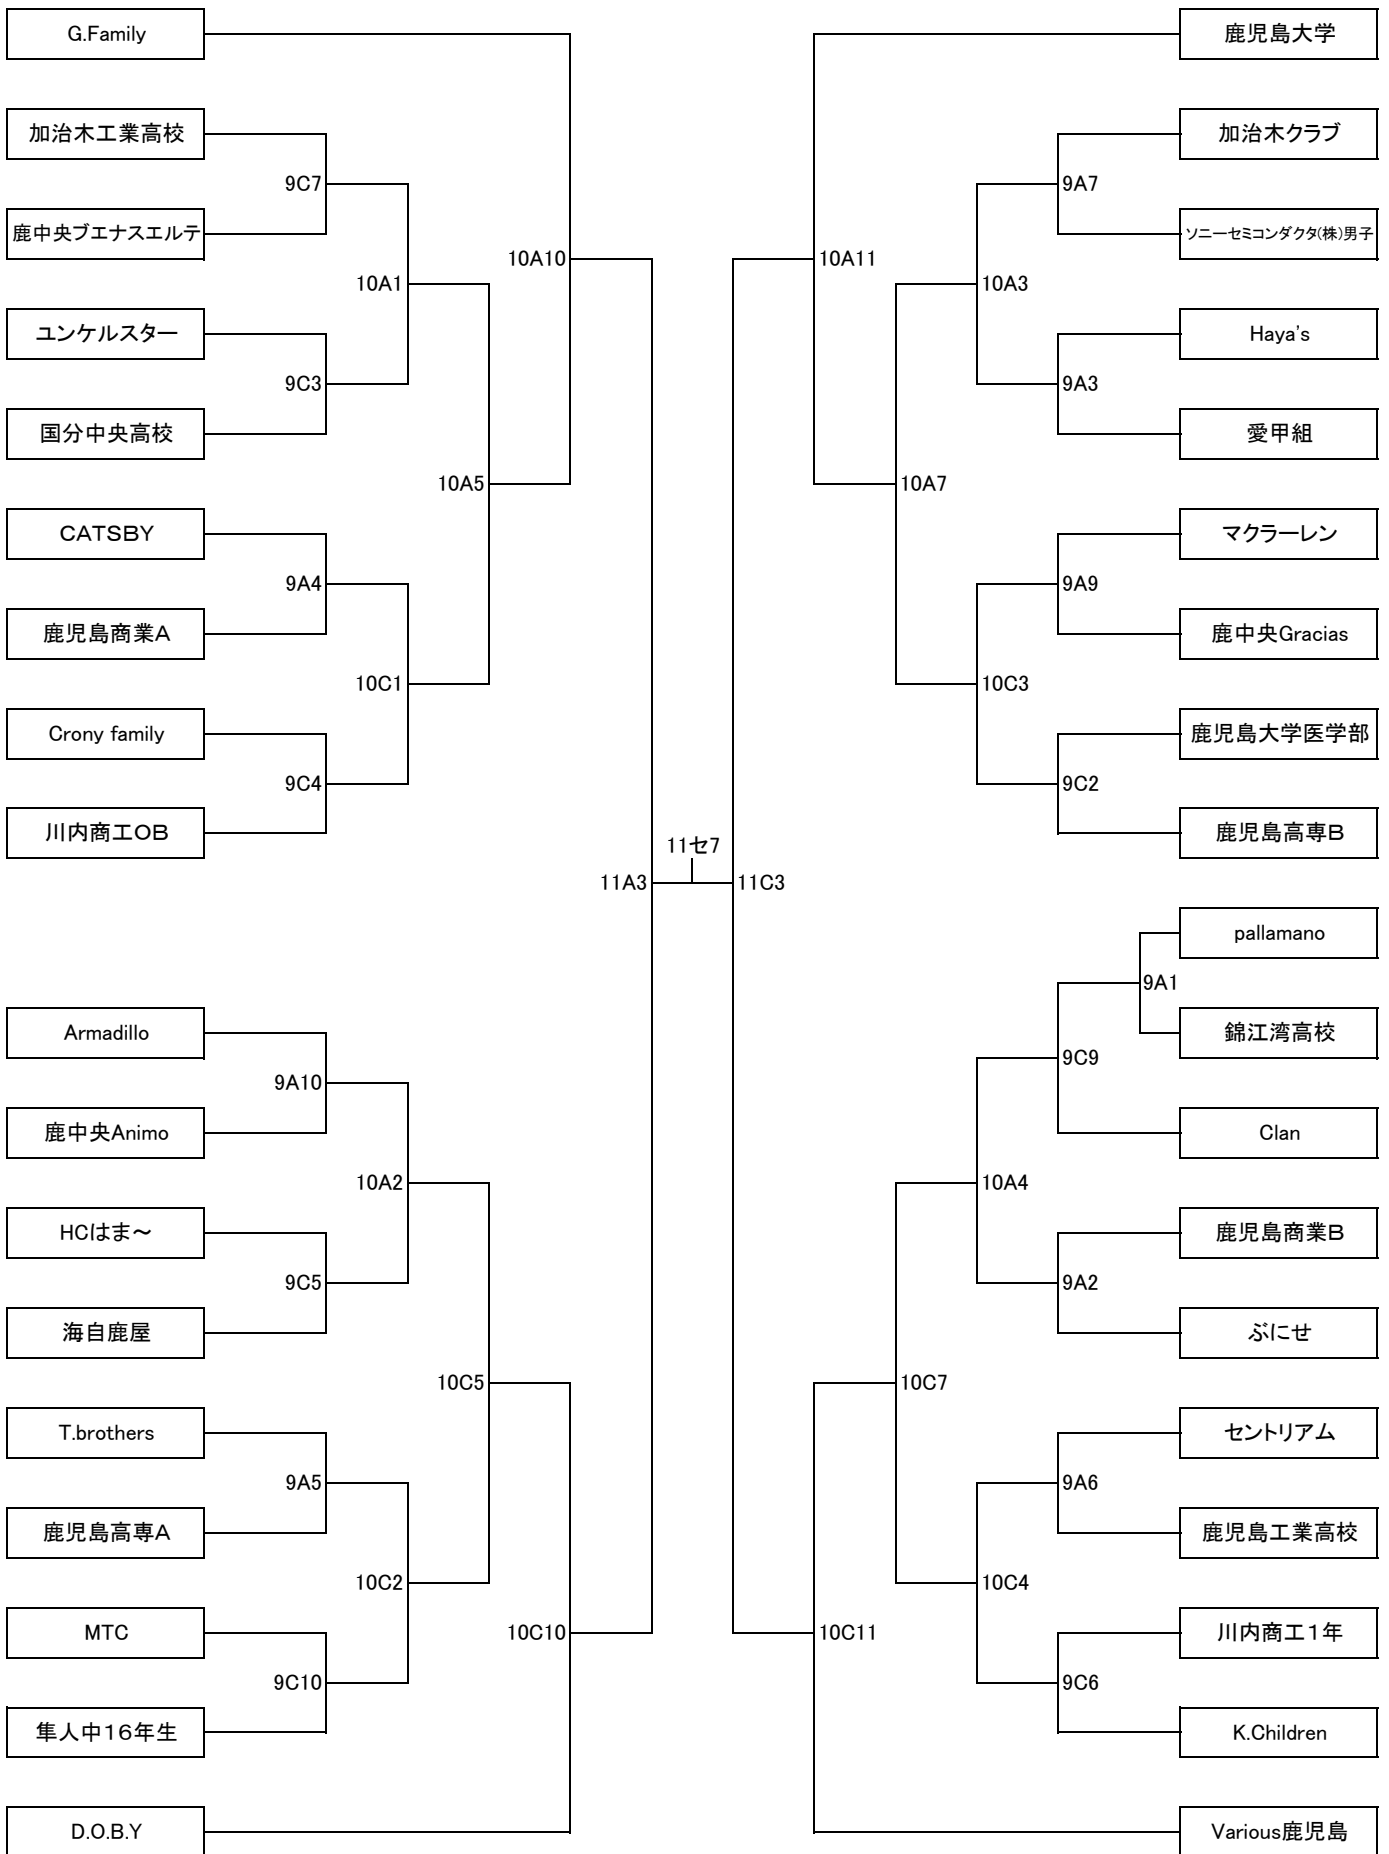 G.Family
加治木工業高校
9C7
鹿中央ブエナスエルテ
10A1
10A10
ユンケルスター
9C3
国分中央高校
10A5
CATSBY
9A4
鹿児島商業A
10C1
Crony family
9C4
川内商工OB
11A3
11セ7
Armadillo
9A10
鹿中央Animo
10A2
HCはま～
9C5
海自鹿屋
10C5
T.brothers
9A5
鹿児島高専A
10C2
MTC
10C10
9C10
隼人中16年生
D.O.B.Y
鹿児島大学
加治木クラブ
9A7
ソニーセミコンダクタ(株)男子
10A11
10A3
Haya's
9A3
愛甲組
10A7
マクラーレン
9A9
鹿中央Gracias
10C3
鹿児島大学医学部
9C2
鹿児島高専B
11C3
pallamano
9A1
錦江湾高校
9C9
Clan
10A4
鹿児島商業B
9A2
ぶにせ
10C7
セントリアム
9A6
鹿児島工業高校
10C4
川内商工1年
10C11
9C6
K.Children
Various鹿児島